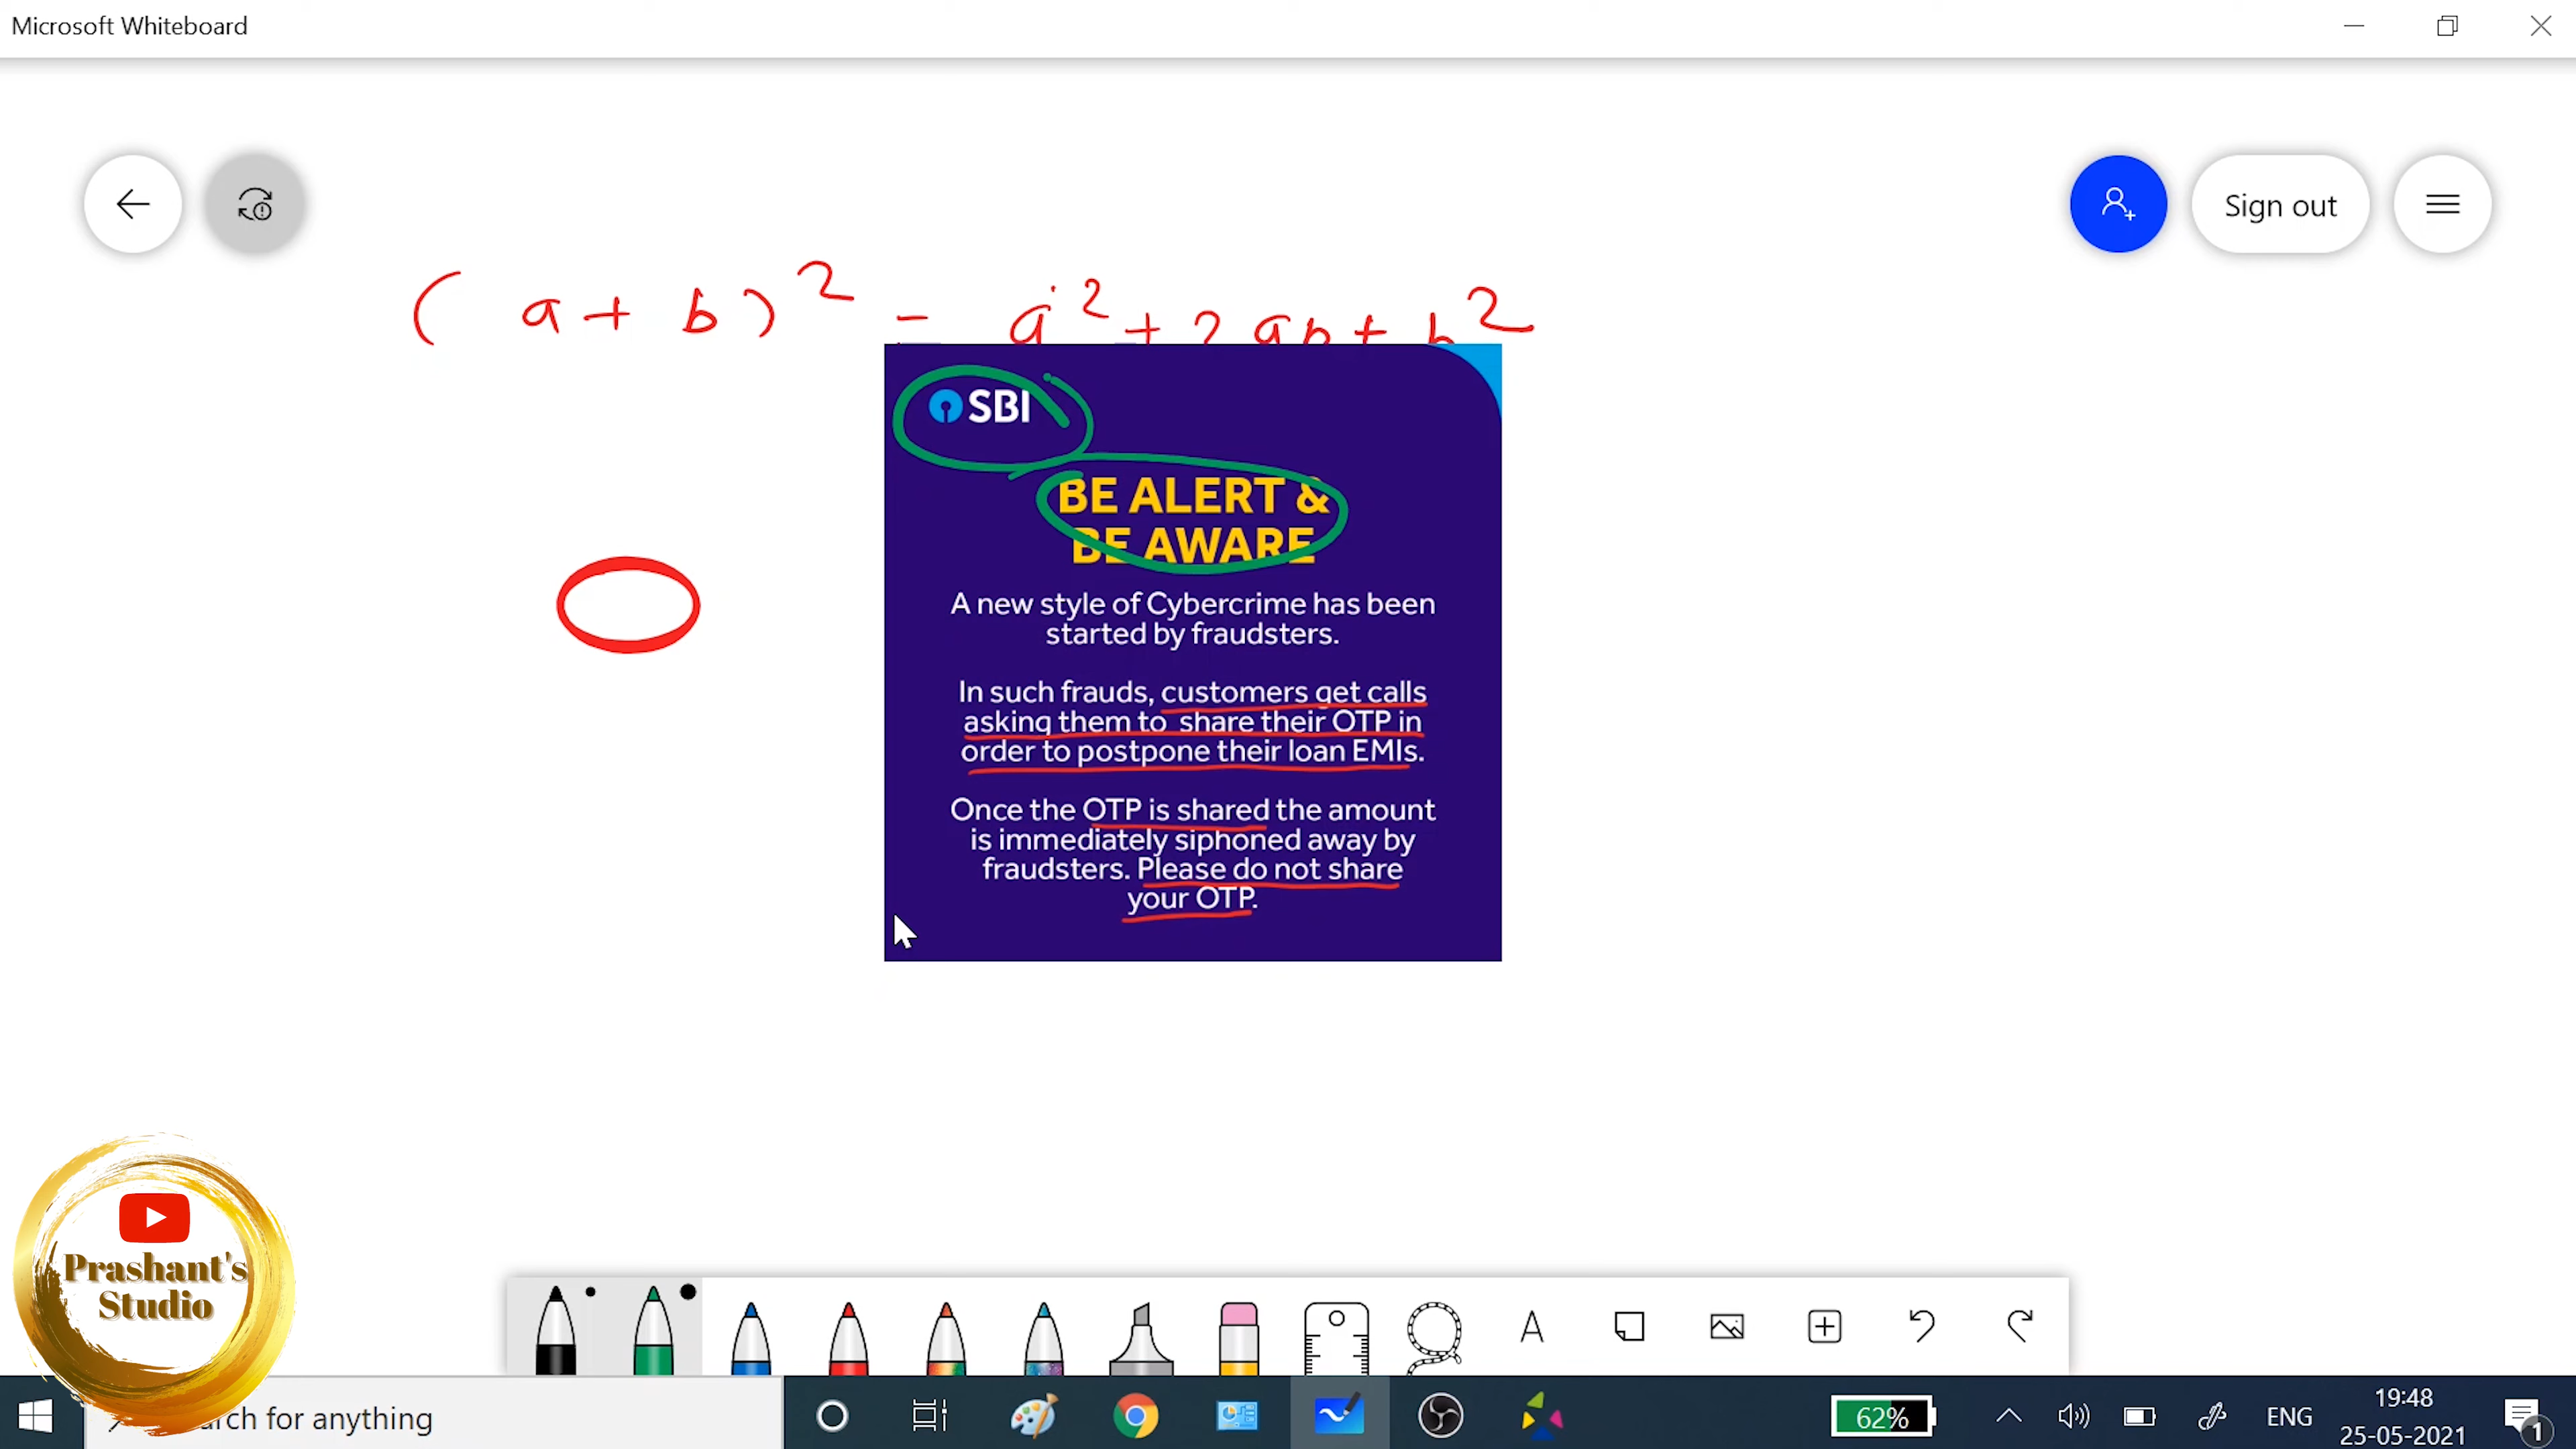 Microsoft Whiteboard
Sign out
( a + b )² = a² + 2ab + b²
SBI
BE ALERT &
BE AWARE
A new style of Cybercrime has been
started by fraudsters.
In such frauds, customers get calls
asking them to share their OTP in
order to postpone their loan EMIs.
Once the OTP is shared the amount
is immediately siphoned away by
fraudsters. Please do not share
your OTP.
Prashant's
Studio
A
arch for anything
62%
ENG
19:48
25-05-2021
1